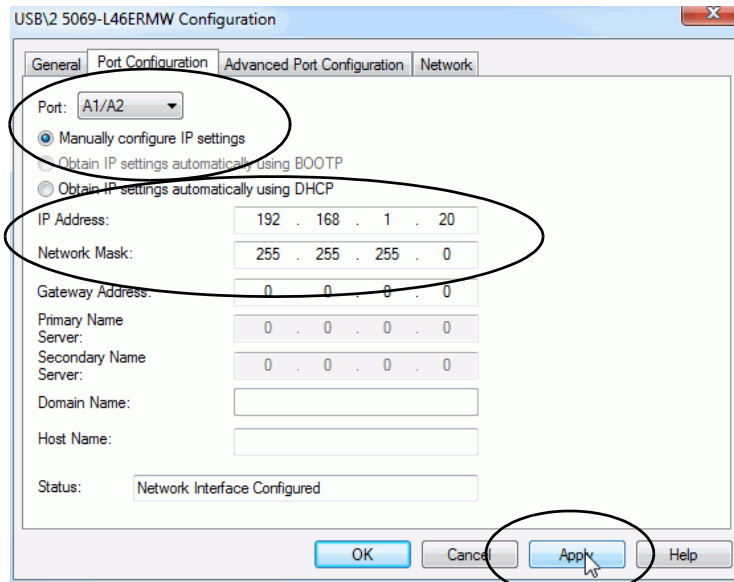 USB\2 5069-L46ERMW Configuration
General Port Configuration Advanced Port Configuration Network
Port: A1/A2
Manually configure IP settings
Obtain IP settings automatically using BOOTP
Obtain IP settings automatically using DHCP
IP Address: 192 . 168 . 1 . 20
Network Mask: 255 . 255 . 255 . 0
Gateway Address: 0 . 0 . 0 . 0
Primary Name
Server: 0 . 0 . 0 . 0
Secondary Name
Server: 0 . 0 . 0 . 0
Domain Name:
Host Name:
Status: Network Interface Configured
OK Cancel Apply Help